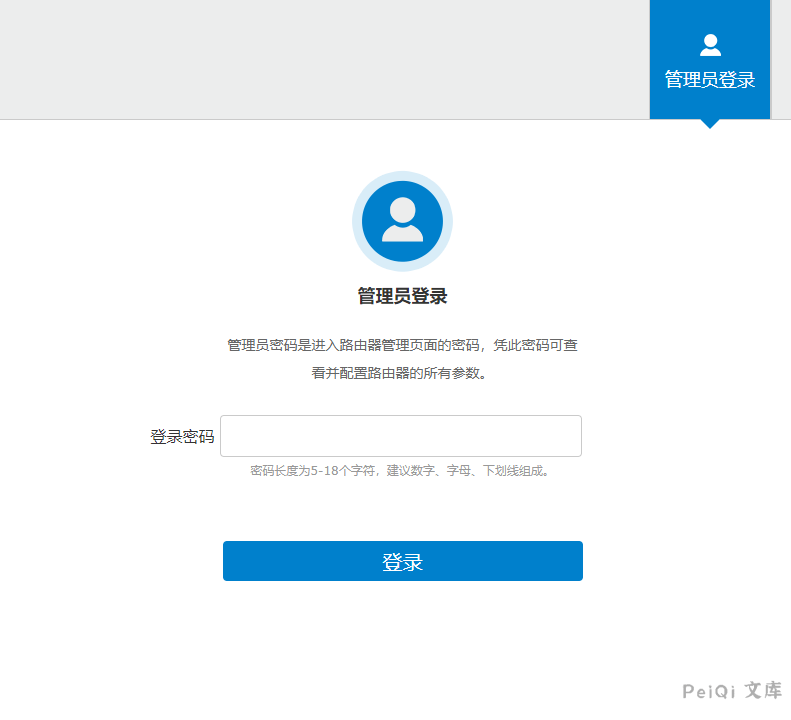 管理员登录
管理员登录
管理员密码是进入路由器管理页面的密码，凭此密码可查
看并配置路由器的所有参数。
登录密码
密码长度为5-18个字符，建议数字、字母、下划线组成。
登录
PeiQi 文库